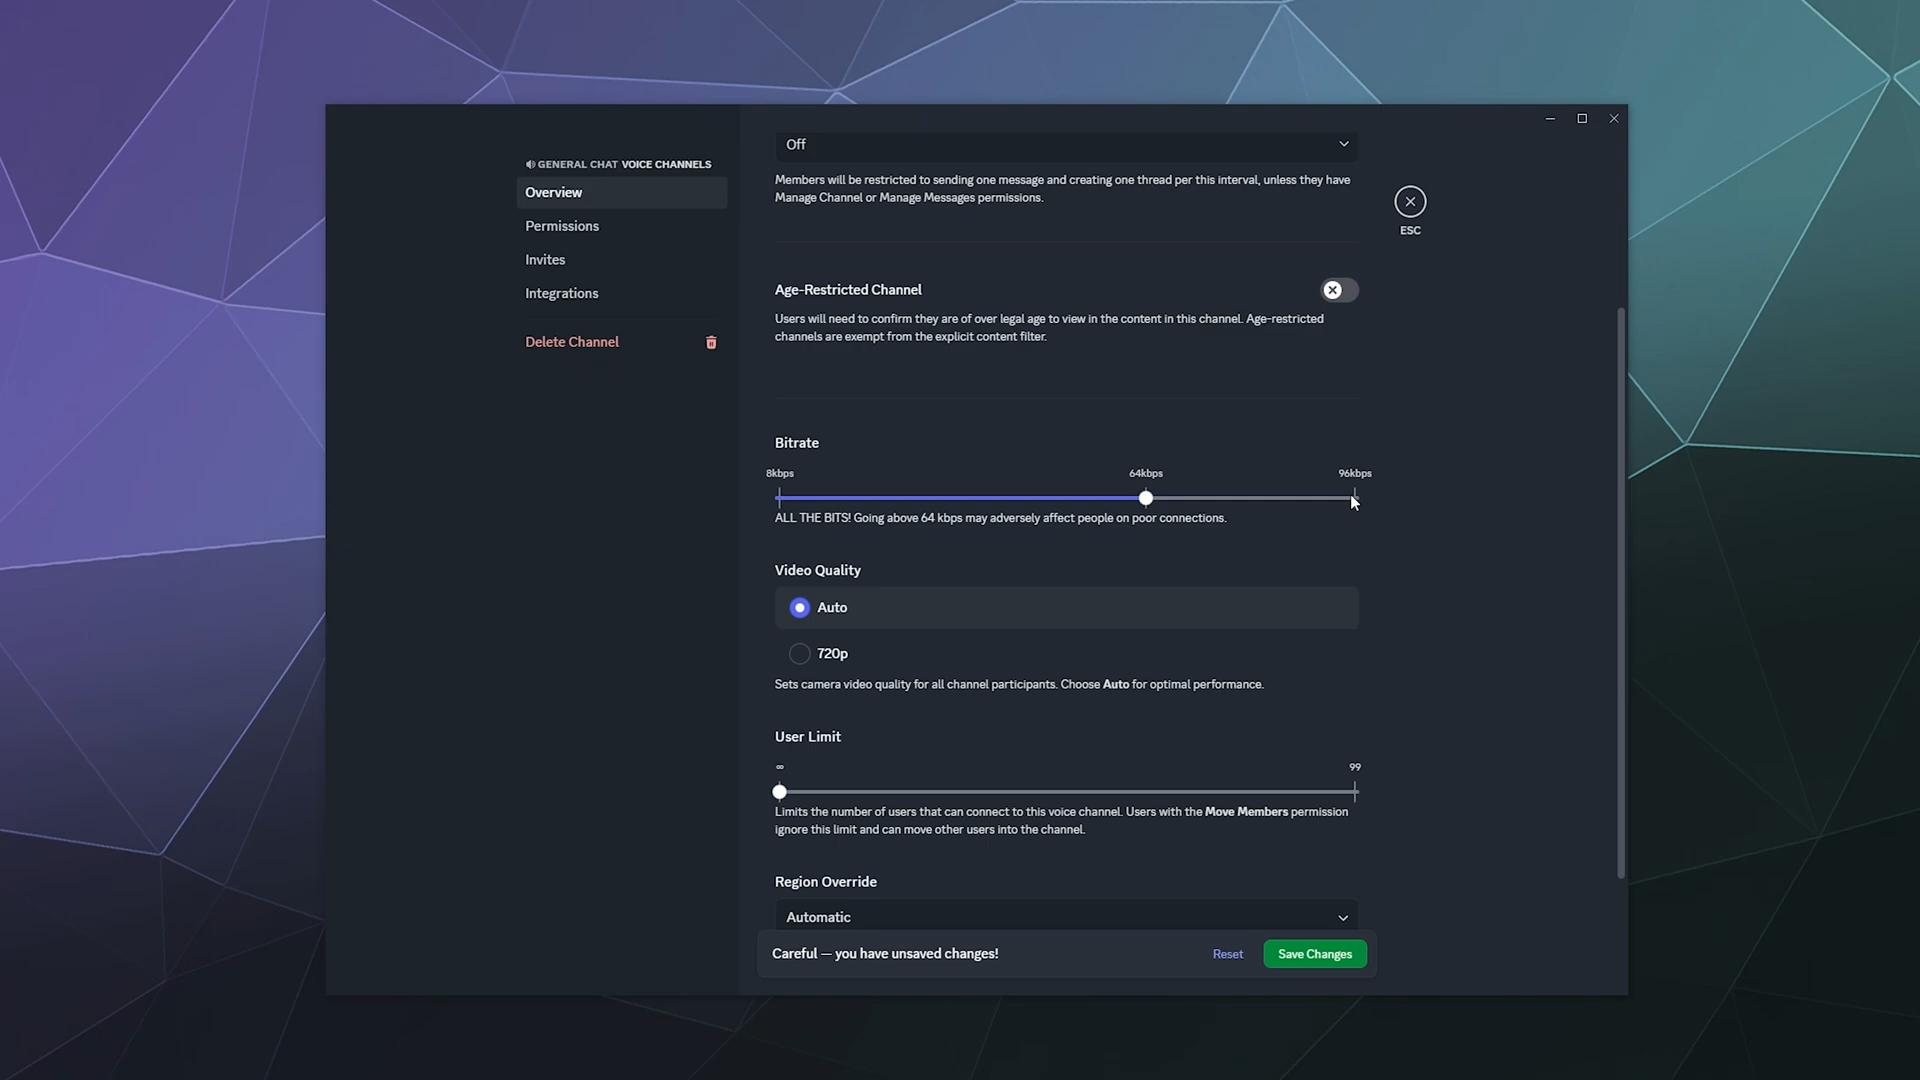 GENERAL CHAT VOICE CHANNELS
Overview
Permissions
Invites
Integrations
Delete Channel
Off
Members will be restricted to sending one message and creating one thread per this interval, unless they have
Manage Channel or Manage Messages permissions.
ESC
Age-Restricted Channel
Users will need to confirm they are of over legal age to view in the content in this channel. Age-restricted
channels are exempt from the explicit content filter.
Bitrate
8kbps 64kbps 96kbps
ALL THE BITS! Going above 64 kbps may adversely affect people on poor connections.
Video Quality
Auto
720p
Sets camera video quality for all channel participants. Choose Auto for optimal performance.
User Limit
∞ 99
Limits the number of users that can connect to this voice channel. Users with the Move Members permission
ignore this limit and can move other users into the channel.
Region Override
Automatic
Careful — you have unsaved changes! Reset Save Changes